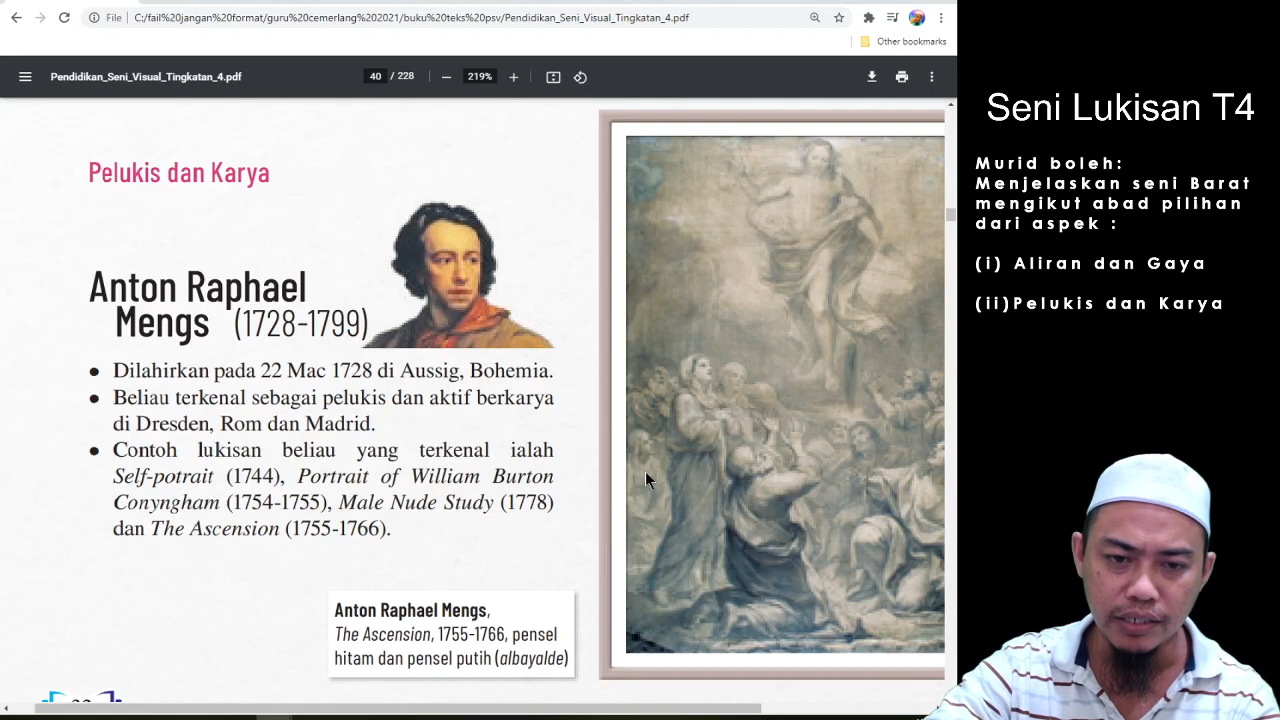 C:/fail%20jangan%20format/guru%20cemerlang%202021/buku%20teks%20psv/Pendidikan_Seni_Visual_Tingkatan_4.pdf
File
Other bookmarks
Pendidikan_Seni_Visual_Tingkatan_4.pdf
40 / 228
219%
Pelukis dan Karya
Anton Raphael
Mengs (1728-1799)
• Dilahirkan pada 22 Mac 1728 di Aussig, Bohemia.
• Beliau terkenal sebagai pelukis dan aktif berkarya
di Dresden, Rom dan Madrid.
• Contoh lukisan beliau yang terkenal ialah
Self-potrait (1744), Portrait of William Burton
Conyngham (1754-1755), Male Nude Study (1778)
dan The Ascension (1755-1766).
Anton Raphael Mengs,
The Ascension, 1755-1766, pensel
hitam dan pensel putih (albayalde)
Seni Lukisan T4
Murid boleh:
Menjelaskan seni Barat
mengikut abad pilihan
dari aspek :
(i) Aliran dan Gaya
(ii)Pelukis dan Karya